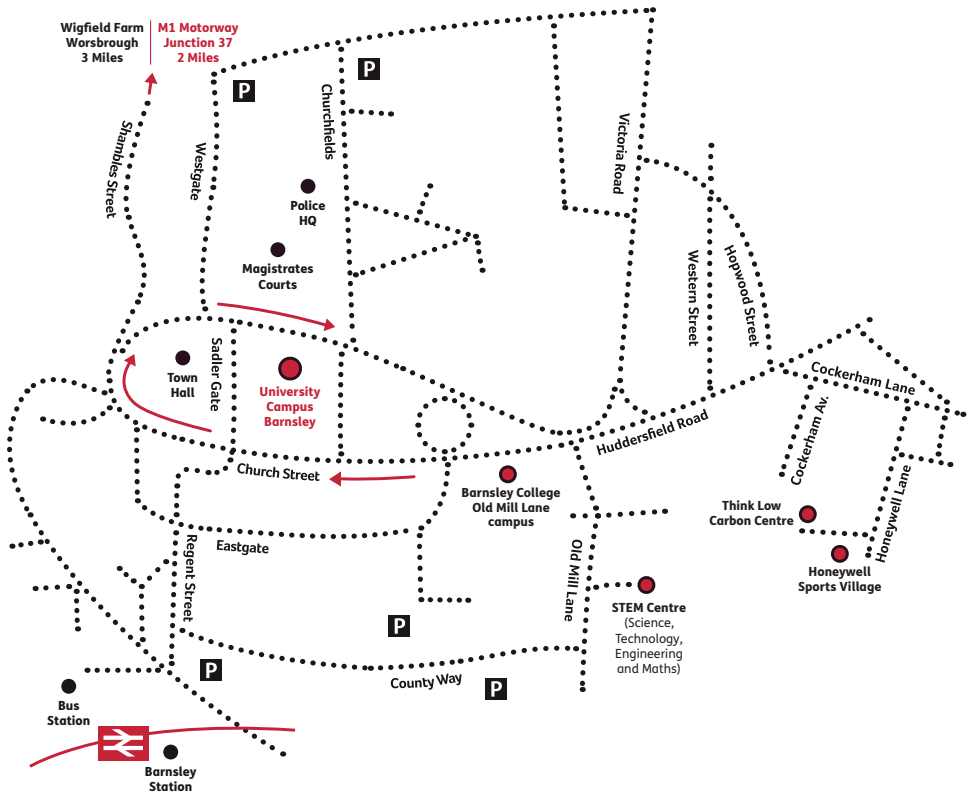 Wigfield Farm
Worsbrough
3 Miles
M1 Motorway
Junction 37
2 Miles
P
P
Shambles Street
Westgate
Churchfields
Victoria Road
Police
HQ
Magistrates
Courts
Western Street
Hopwood Street
Town
Hall
Sadler Gate
University
Campus
Barnsley
Cockerham Lane
Cockerham Av.
Huddersfield Road
Church Street
Barnsley College
Old Mill Lane
campus
Think Low
Carbon Centre
Honeywell Lane
Honeywell
Sports Village
Eastgate
Regent Street
Old Mill Lane
STEM Centre
(Science,
Technology,
Engineering
and Maths)
P
P
County Way
P
Bus
Station
Barnsley
Station